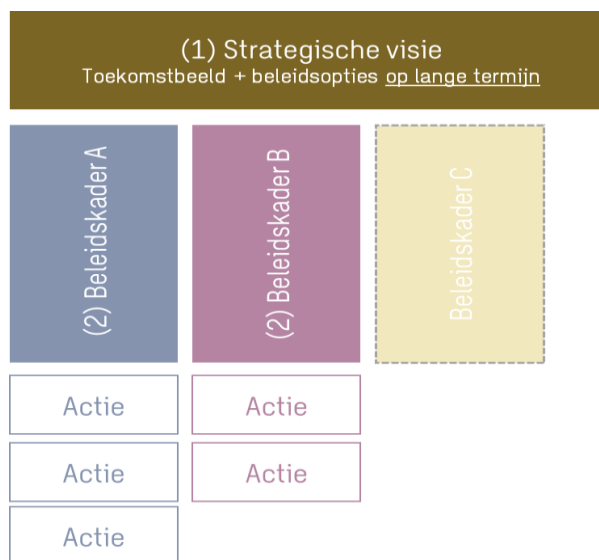 (1) Strategische visie
Toekomstbeeld + beleidsopties op lange termijn
(2) Beleidskader A
(2) Beleidskader B
Beleidskader C
Actie
Actie
Actie
Actie
Actie